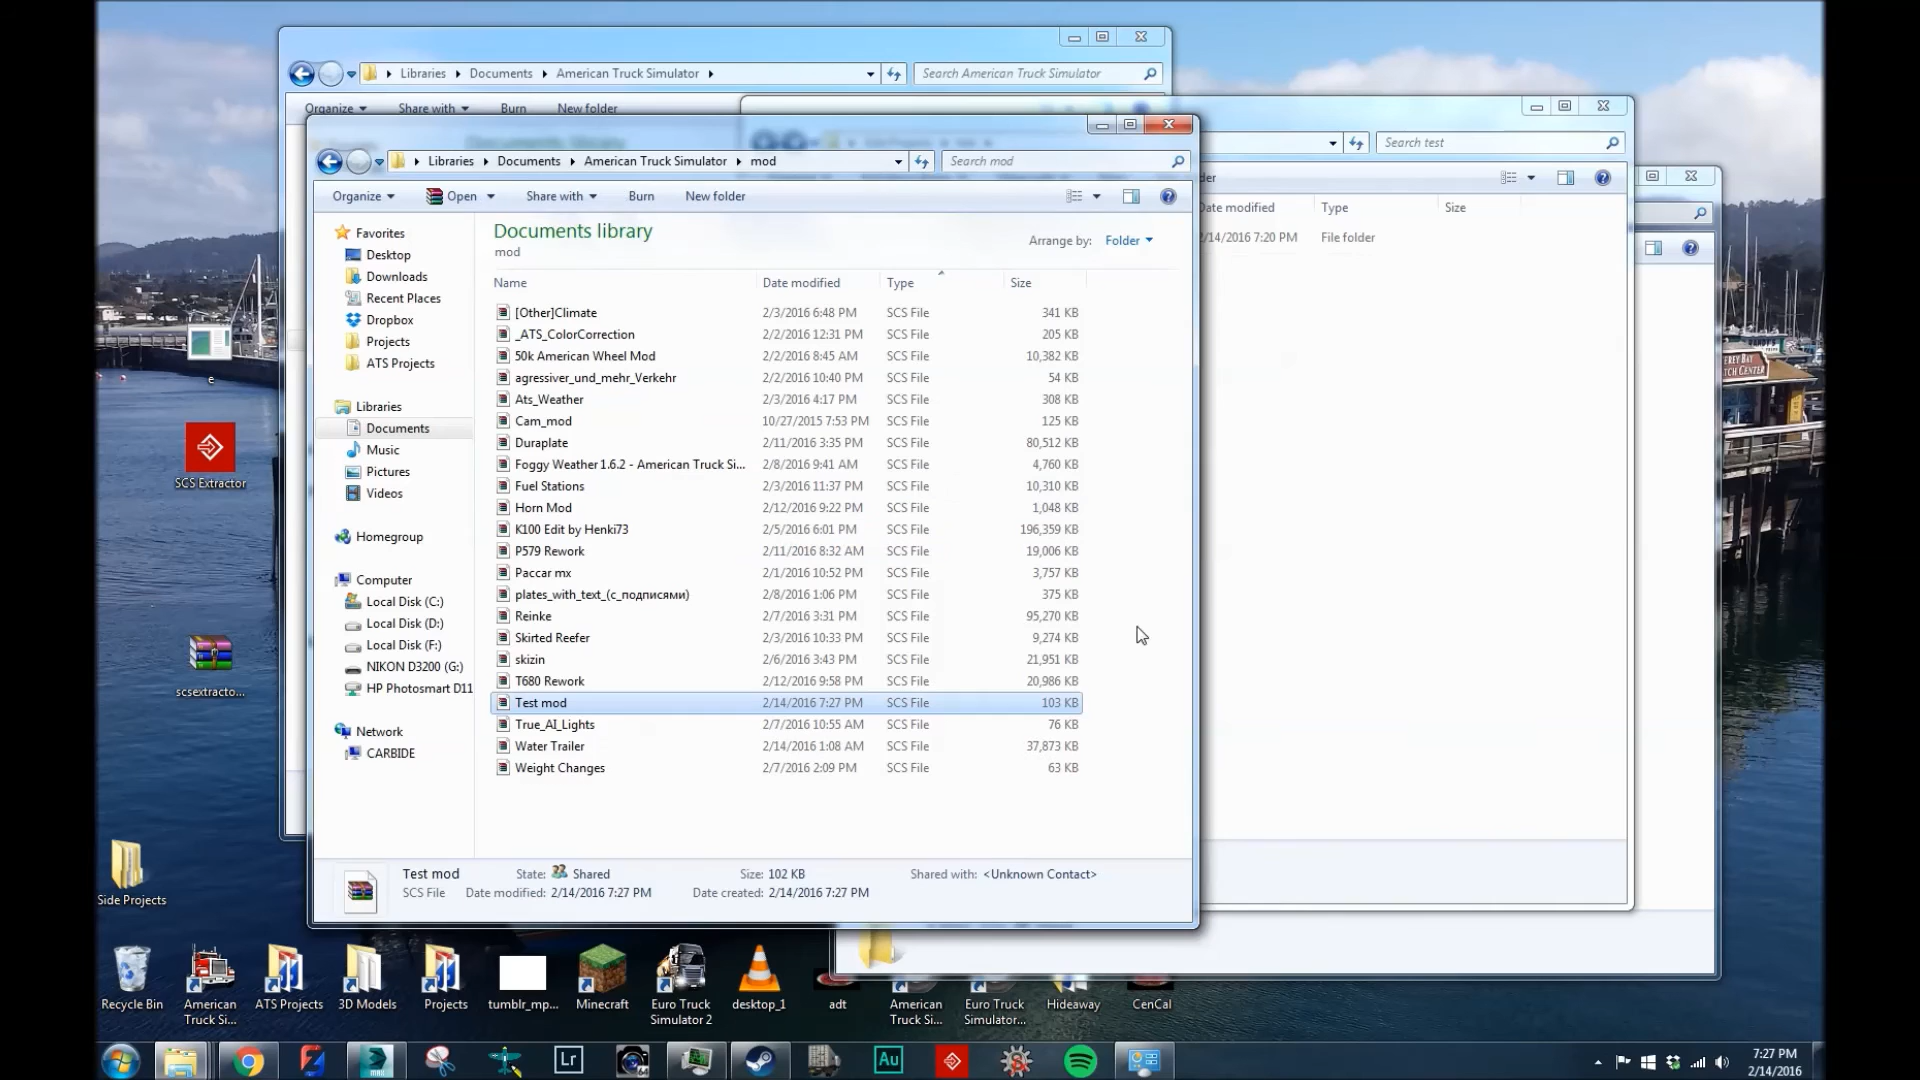 Libraries Documents American Truck Simulator
Search American Truck Simulator
Organize Share with Burn New folder
Search test
Libraries Documents American Truck Simulator mod
Search mod
Organize Open Share with Burn New folder
Date modified Type Size
2/14/2016 7:20 PM File folder
Documents library
mod
Arrange by: Folder
Name Date modified Type Size
[Other]Climate 2/3/2016 6:48 PM SCS File 341 KB
_ATS_ColorCorrection 2/2/2016 12:31 PM SCS File 205 KB
50k American Wheel Mod 2/2/2016 8:45 AM SCS File 10,382 KB
agressiver_und_mehr_Verkehr 2/2/2016 10:40 PM SCS File 54 KB
Ats_Weather 2/3/2016 4:17 PM SCS File 308 KB
Cam_mod 10/27/2015 7:53 PM SCS File 125 KB
Duraplate 2/11/2016 3:35 PM SCS File 80,512 KB
Foggy Weather 1.6.2 - American Truck Si... 2/8/2016 9:41 AM SCS File 4,760 KB
Fuel Stations 2/3/2016 11:37 PM SCS File 10,310 KB
Horn Mod 2/12/2016 9:22 PM SCS File 1,048 KB
K100 Edit by Henki73 2/5/2016 6:01 PM SCS File 196,359 KB
P579 Rework 2/11/2016 8:32 AM SCS File 19,006 KB
Paccar mx 2/1/2016 10:52 PM SCS File 3,757 KB
plates_with_text_(с_подписями) 2/8/2016 1:06 PM SCS File 375 KB
Reinke 2/7/2016 3:31 PM SCS File 95,270 KB
Skirted Reefer 2/3/2016 10:33 PM SCS File 9,274 KB
skizin 2/6/2016 3:43 PM SCS File 21,951 KB
T680 Rework 2/12/2016 9:58 PM SCS File 20,986 KB
Test mod 2/14/2016 7:27 PM SCS File 103 KB
True_AI_Lights 2/7/2016 10:55 AM SCS File 76 KB
Water Trailer 2/14/2016 1:08 AM SCS File 37,873 KB
Weight Changes 2/7/2016 2:09 PM SCS File 63 KB
Favorites
Desktop
Downloads
Recent Places
Dropbox
Projects
ATS Projects
Libraries
Documents
Music
Pictures
Videos
Homegroup
Computer
Local Disk (C:)
Local Disk (D:)
Local Disk (F:)
NIKON D3200 (G:)
HP Photosmart D11
Network
CARBIDE
Test mod State: Shared Size: 102 KB Shared with: <Unknown Contact>
SCS File Date modified: 2/14/2016 7:27 PM Date created: 2/14/2016 7:27 PM
e
SCS Extractor
scsextracto...
Side Projects
Recycle Bin
American Truck Si...
ATS Projects
3D Models
Projects
tumblr_mp...
Minecraft
Euro Truck Simulator 2
desktop_1
adt
American Truck Si...
Euro Truck Simulator...
Hideaway
CenCal
Lr
Au
7:27 PM
2/14/2016